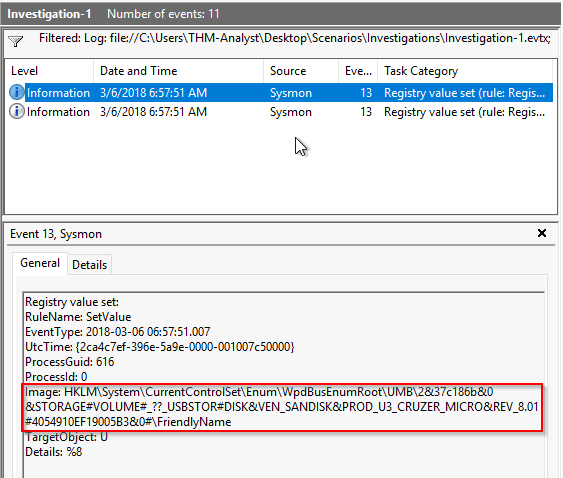 Investigation-1 Number of events: 11
Filtered: Log: file://C:\Users\THM-Analyst\Desktop\Scenarios\Investigations\Investigation-1.evtx;
Level Date and Time Source Eve... Task Category
Information 3/6/2018 6:57:51 AM Sysmon 13 Registry value set (rule: Regis...
Information 3/6/2018 6:57:51 AM Sysmon 13 Registry value set (rule: Regis...
Event 13, Sysmon
General Details
Registry value set:
RuleName: SetValue
EventType: 2018-03-06 06:57:51.007
UtcTime: {2ca4c7ef-396e-5a9e-0000-001007c50000}
ProcessGuid: 616
ProcessId: 0
Image: HKLM\System\CurrentControlSet\Enum\WpdBusEnumRoot\UMB\2&37c186b&0
&STORAGE#VOLUME#_??_USBSTOR#DISK&VEN_SANDISK&PROD_U3_CRUZER_MICRO&REV_8.01
#4054910EF19005B3&0#\FriendlyName
TargetObject: U
Details: %8